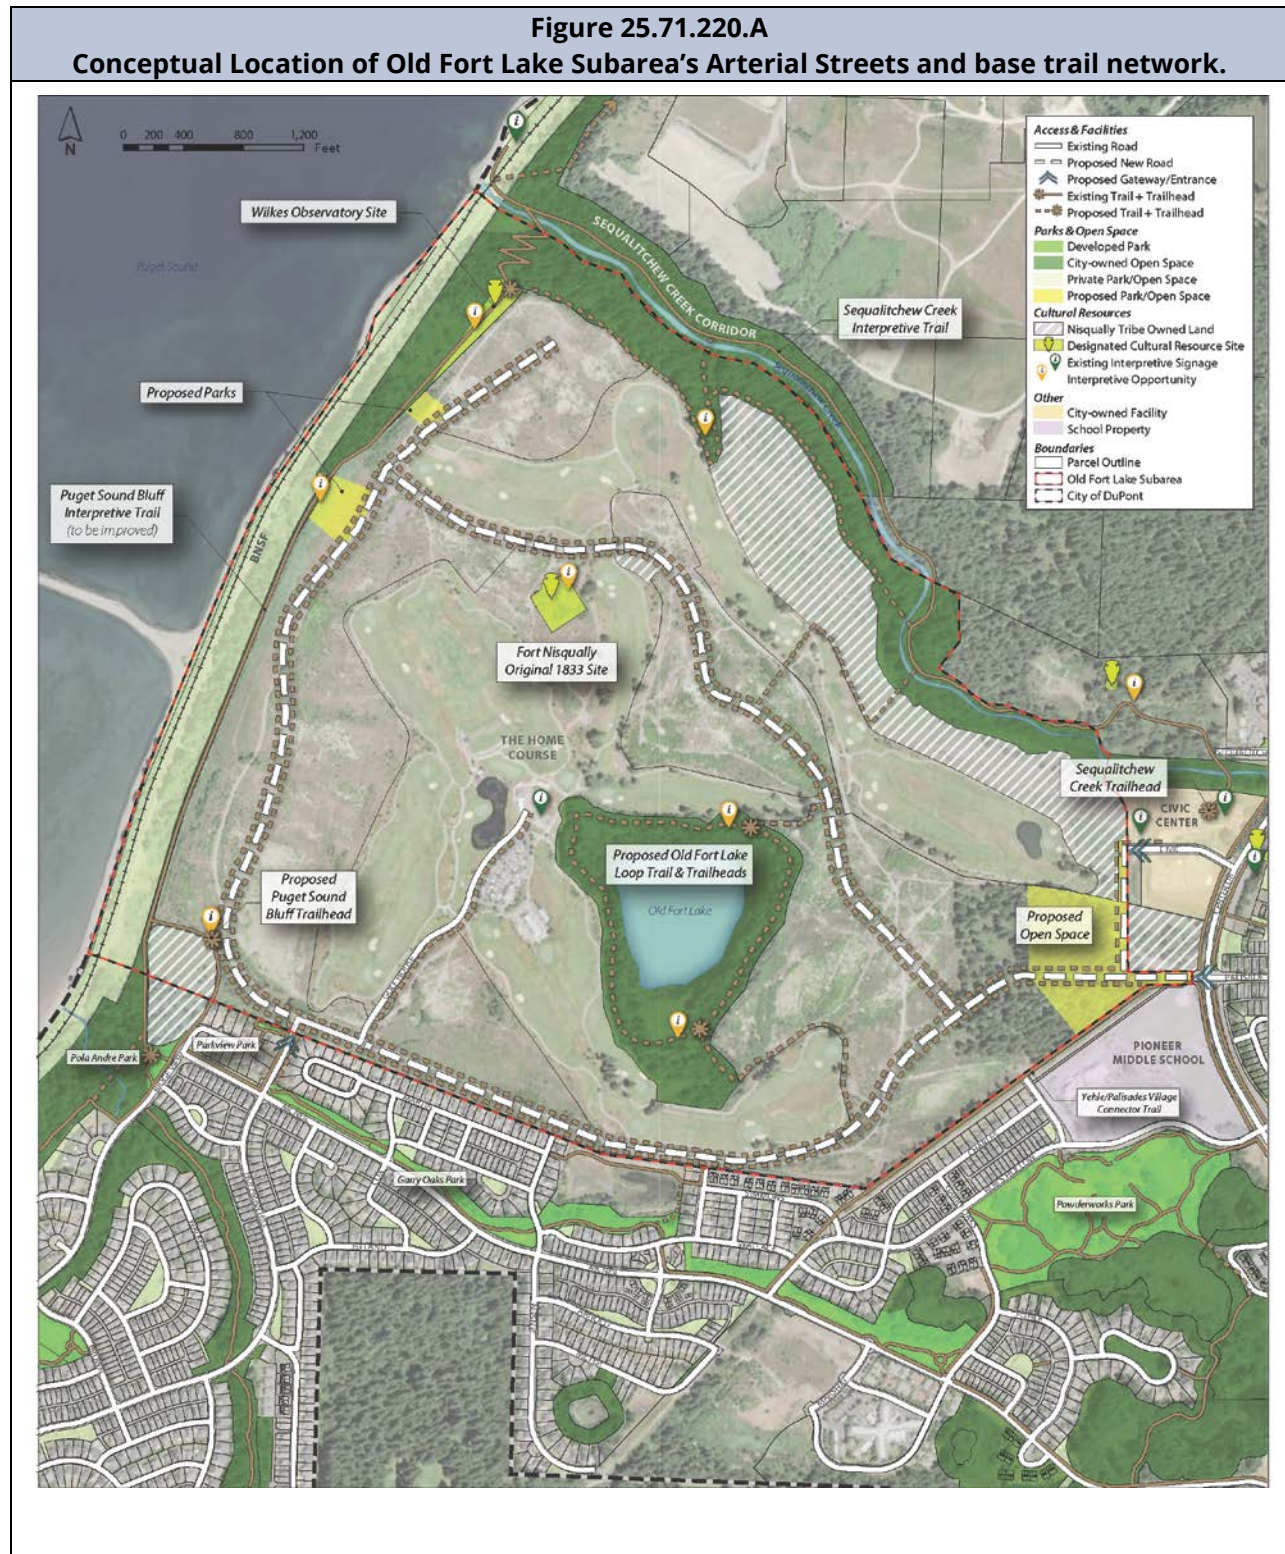 Figure 25.71.220.A
Conceptual Location of Old Fort Lake Subarea's Arterial Streets and base trail network.
N
0 200 400 800 1,200
Feet
Access & Facilities
Existing Road
Proposed New Road
Proposed Gateway/Entrance
Existing Trail + Trailhead
Proposed Trail + Trailhead
Parks & Open Space
Developed Park
City-owned Open Space
Private Park/Open Space
Proposed Park/Open Space
Cultural Resources
Nisqually Tribe Owned Land
Designated Cultural Resource Site
Existing Interpretive Signage
Interpretive Opportunity
Other
City-owned Facility
School Property
Boundaries
Parcel Outline
Old Fort Lake Subarea
City of DuPont
Wilkes Observatory Site
Puget Sound
SEQUALITCHEW CREEK CORRIDOR
Sequalitchew Creek
Interpretive Trail
Sequalitchew Creek
Proposed Parks
Puget Sound Bluff
Interpretive Trail
(to be improved)
BNSF
Fort Nisqually
Original 1833 Site
THE HOME
COURSE
Sequalitchew
Creek Trailhead
CIVIC
CENTER
CIVIC
Proposed Old Fort Lake
Loop Trail & Trailheads
Old Fort Lake
Proposed
Puget Sound
Bluff Trailhead
Proposed
Open Space
PIONEER
MIDDLE SCHOOL
Parkview Park
Pola Andre Park
Yehle/Palisades Village
Connector Trail
Garry Oaks Park
Powderworks Park